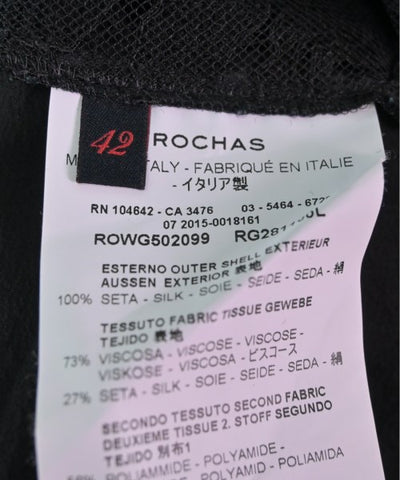 42
ROCHAS
ITALY - FABRIQUÉ EN ITALIE
- イタリア製
RN 104642 - CA 3476 03 - 5464 -
07 2015-0018161
ROWG502099
ESTERNO OUTER SHELL EXTERIEUR
AUSSEN EXTERIOR 表地
100% SETA - SILK - SOIE - SEIDE - SEDA - 絹
TESSUTO FABRIC TISSUE GEWEBE
TEJIDO 表地
73% VISCOSA - VISCOSE - VISCOSE -
VISKOSE - VISCOSA - ビスコース
27% SETA - SILK - SOIE - SEIDE - SEDA - 絹
SECONDO TESSUTO SECOND FABRIC
DEUXIEME TISSUE 2. STOFF SEGUNDO
TEJIDO 別布1
POLIAMMIDE - POLYAMIDE -
POLYAMIDE - POLYAMID - POLIAMIDA